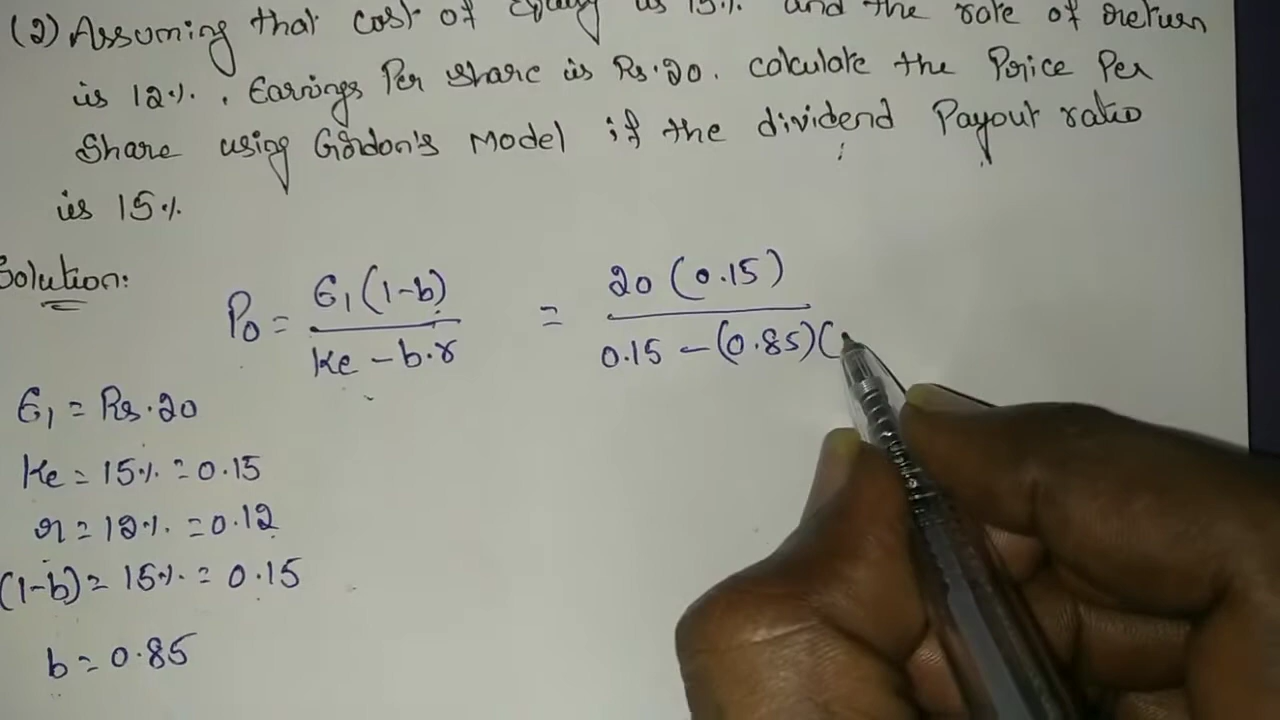 (2) Assuming that cost of equity is 15% and the rate of return
is 12%. Earnings Per share is Rs.20. calculate the Price Per
Share using Gordon's Model if the dividend Payout ratio
is 15%
Solution:
P0 = E1(1-b) / Ke - b.r = 20(0.15) / 0.15 - (0.85)(
E1 = Rs.20
Ke = 15% = 0.15
r = 12% = 0.12
(1-b) = 15% = 0.15
b = 0.85